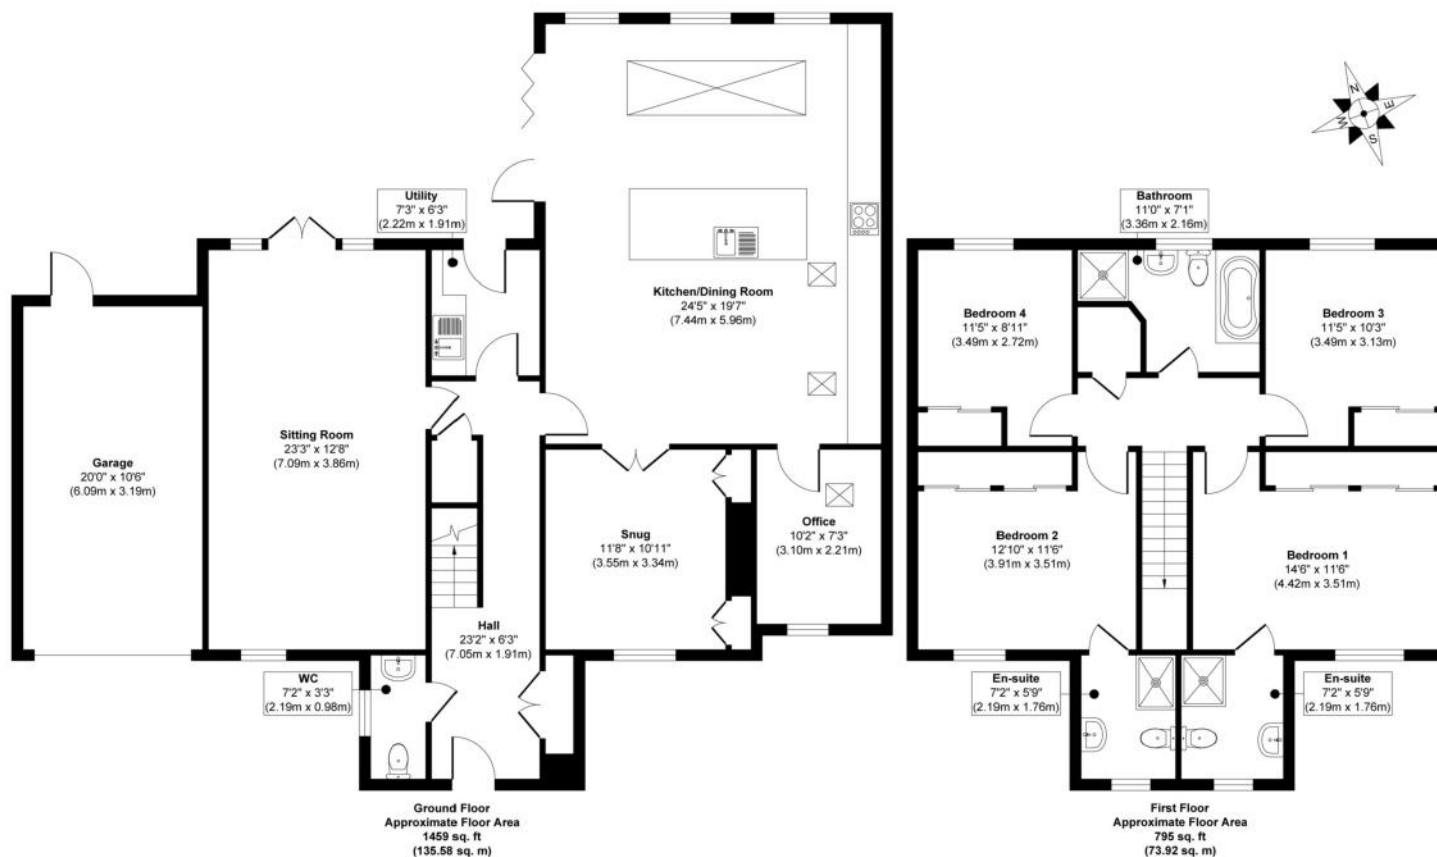 Utility
7'3" x 6'3"
(2.22m x 1.91m)
Kitchen/Dining Room
24'5" x 19'7"
(7.44m x 5.96m)
Sitting Room
23'3" x 12'8"
(7.09m x 3.86m)
Garage
20'0" x 10'6"
(6.09m x 3.19m)
Snug
11'8" x 10'11"
(3.55m x 3.34m)
Office
10'2" x 7'3"
(3.10m x 2.21m)
Hall
23'2" x 6'3"
(7.05m x 1.91m)
WC
7'2" x 3'3"
(2.19m x 0.98m)
Ground Floor
Approximate Floor Area
1459 sq. ft
(135.58 sq. m)
N
E
S
W
Bathroom
11'0" x 7'1"
(3.36m x 2.16m)
Bedroom 4
11'5" x 8'11"
(3.49m x 2.72m)
Bedroom 3
11'5" x 10'3"
(3.49m x 3.13m)
Bedroom 2
12'10" x 11'6"
(3.91m x 3.51m)
Bedroom 1
14'6" x 11'6"
(4.42m x 3.51m)
En-suite
7'2" x 5'9"
(2.19m x 1.76m)
En-suite
7'2" x 5'9"
(2.19m x 1.76m)
First Floor
Approximate Floor Area
795 sq. ft
(73.92 sq. m)